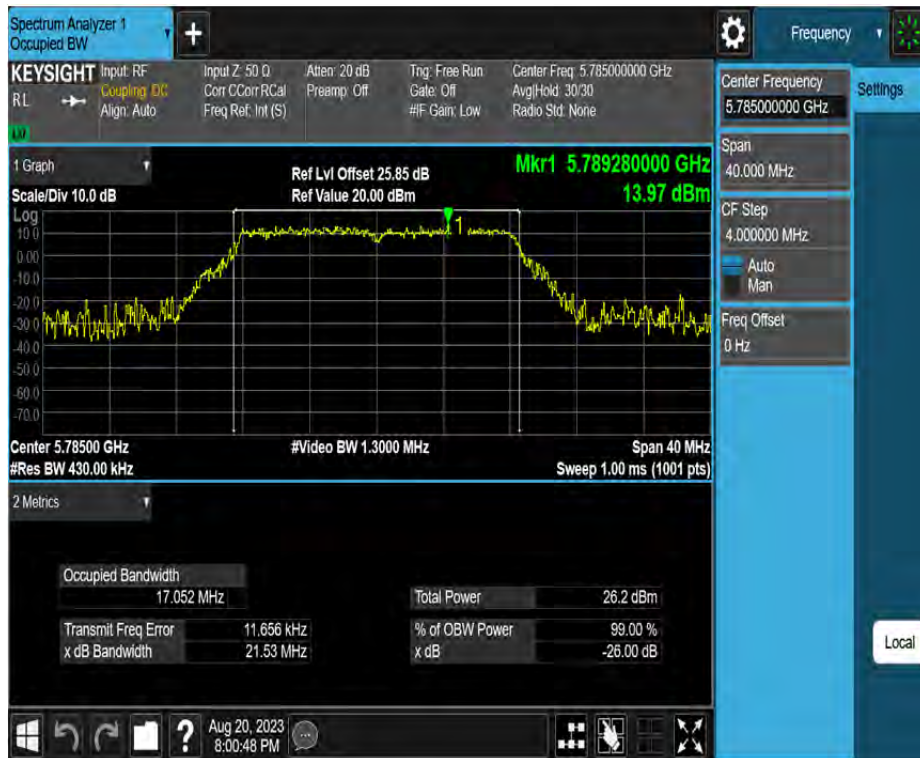 Spectrum Analyzer 1
Occupied BW
Frequency
KEYSIGHT
RL
Input: RF
Coupling: DC
Align: Auto
Input Z: 50 Ω
Corr CCorr RCal
Freq Ref: Int (S)
Atten: 20 dB
Preamp: Off
Trig: Free Run
Gate: Off
#IF Gain: Low
Center Freq: 5.785000000 GHz
Avg|Hold: 30/30
Radio Std: None
Center Frequency
5.785000000 GHz
Settings
Span
40.000 MHz
CF Step
4.000000 MHz
Auto
Man
Freq Offset
0 Hz
1 Graph
Scale/Div 10.0 dB
Ref Lvl Offset 25.85 dB
Ref Value 20.00 dBm
Mkr1 5.789280000 GHz
13.97 dBm
Log
10.0
0.00
-10.0
-20.0
-30.0
-40.0
-50.0
-60.0
-70.0
1
Center 5.78500 GHz
#Video BW 1.3000 MHz
Span 40 MHz
#Res BW 430.00 kHz
Sweep 1.00 ms (1001 pts)
2 Metrics
Occupied Bandwidth
17.052 MHz
Total Power 26.2 dBm
Transmit Freq Error 11.656 kHz
% of OBW Power 99.00 %
x dB Bandwidth 21.53 MHz
x dB -26.00 dB
Local
Aug 20, 2023
8:00:48 PM